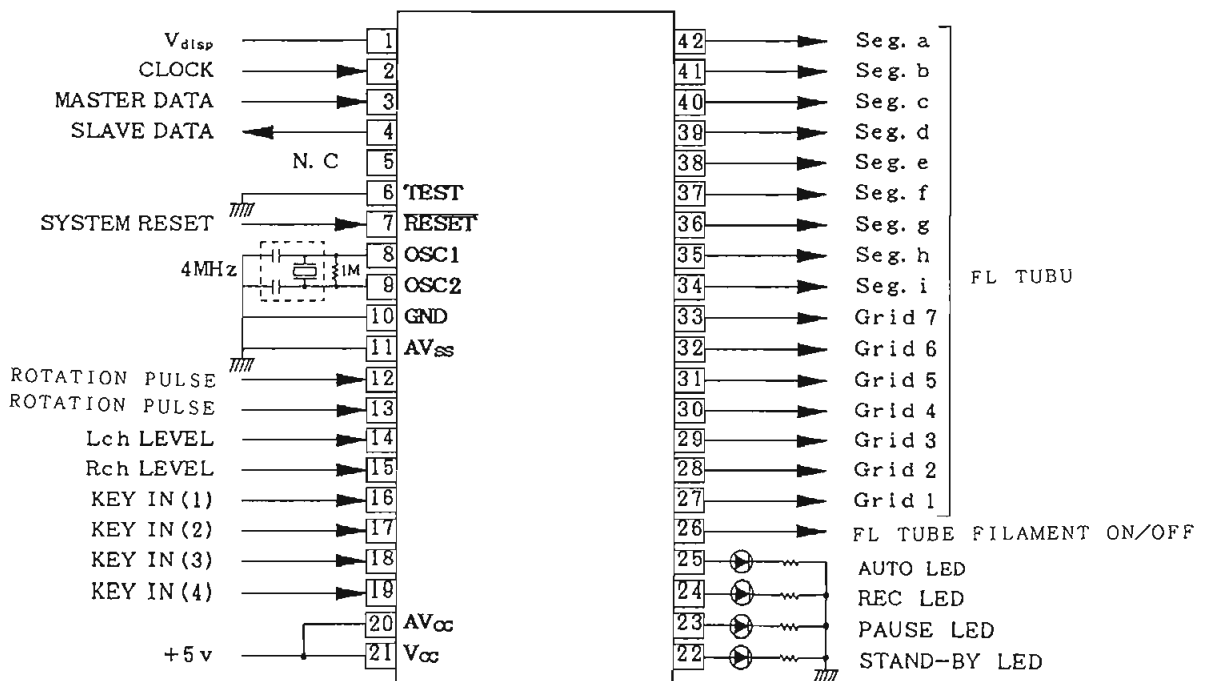 V disp 1
CLOCK 2
MASTER DATA 3
SLAVE DATA 4
N. C 5
6 TEST
SYSTEM RESET 7 RESET
4MHz 1M 8 OSC1
9 OSC2
10 GND
11 AVSS
ROTATION PULSE 12
ROTATION PULSE 13
Lch LEVEL 14
Rch LEVEL 15
KEY IN (1) 16
KEY IN (2) 17
KEY IN (3) 18
KEY IN (4) 19
20 AVCC
+5v 21 VCC
42 Seg. a
41 Seg. b
40 Seg. c
39 Seg. d
38 Seg. e
37 Seg. f
36 Seg. g
35 Seg. h
34 Seg. i
33 Grid 7
32 Grid 6
31 Grid 5
30 Grid 4
29 Grid 3
28 Grid 2
27 Grid 1
FL TUBU
26 FL TUBE FILAMENT ON/OFF
25 AUTO LED
24 REC LED
23 PAUSE LED
22 STAND-BY LED